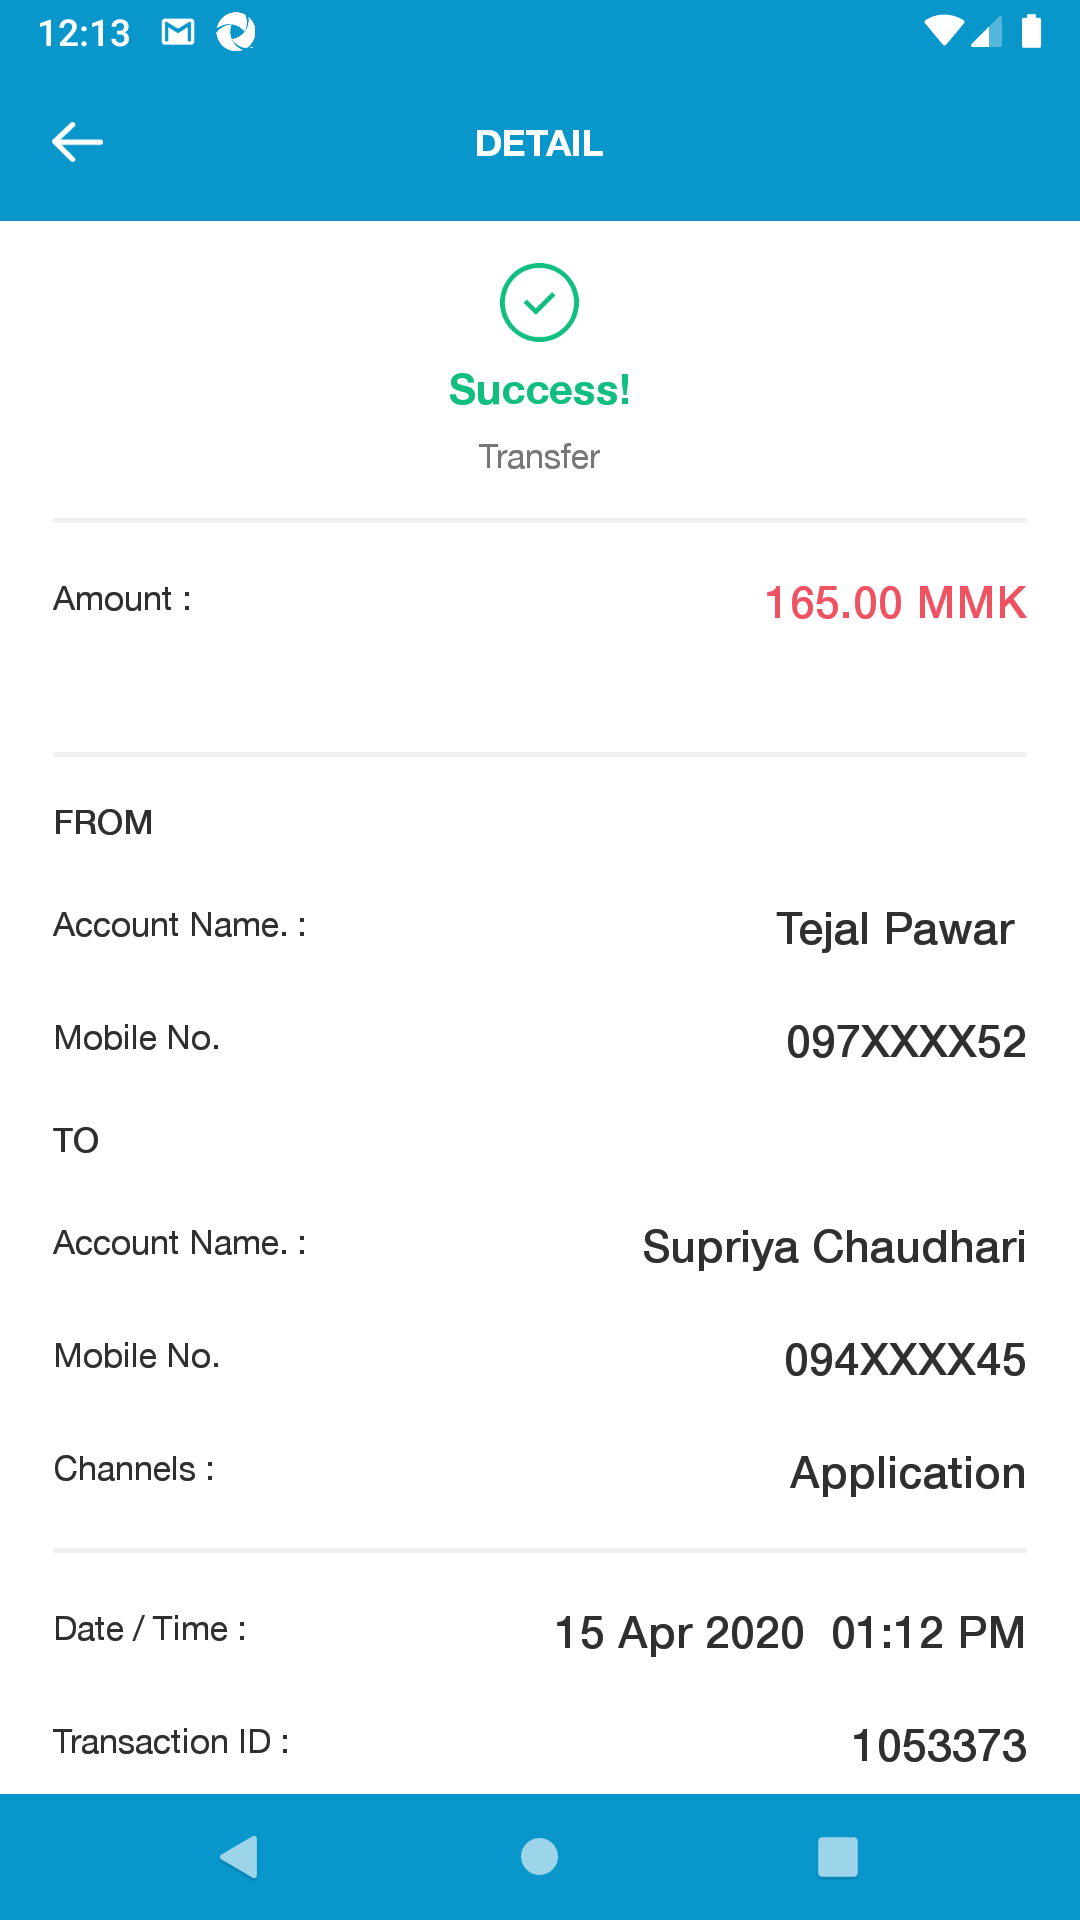 12:13
DETAIL
Success!
Transfer
Amount : 165.00 MMK
FROM
Account Name. : Tejal Pawar
Mobile No. 097XXXX52
TO
Account Name. : Supriya Chaudhari
Mobile No. 094XXXX45
Channels : Application
Date / Time : 15 Apr 2020 01:12 PM
Transaction ID : 1053373